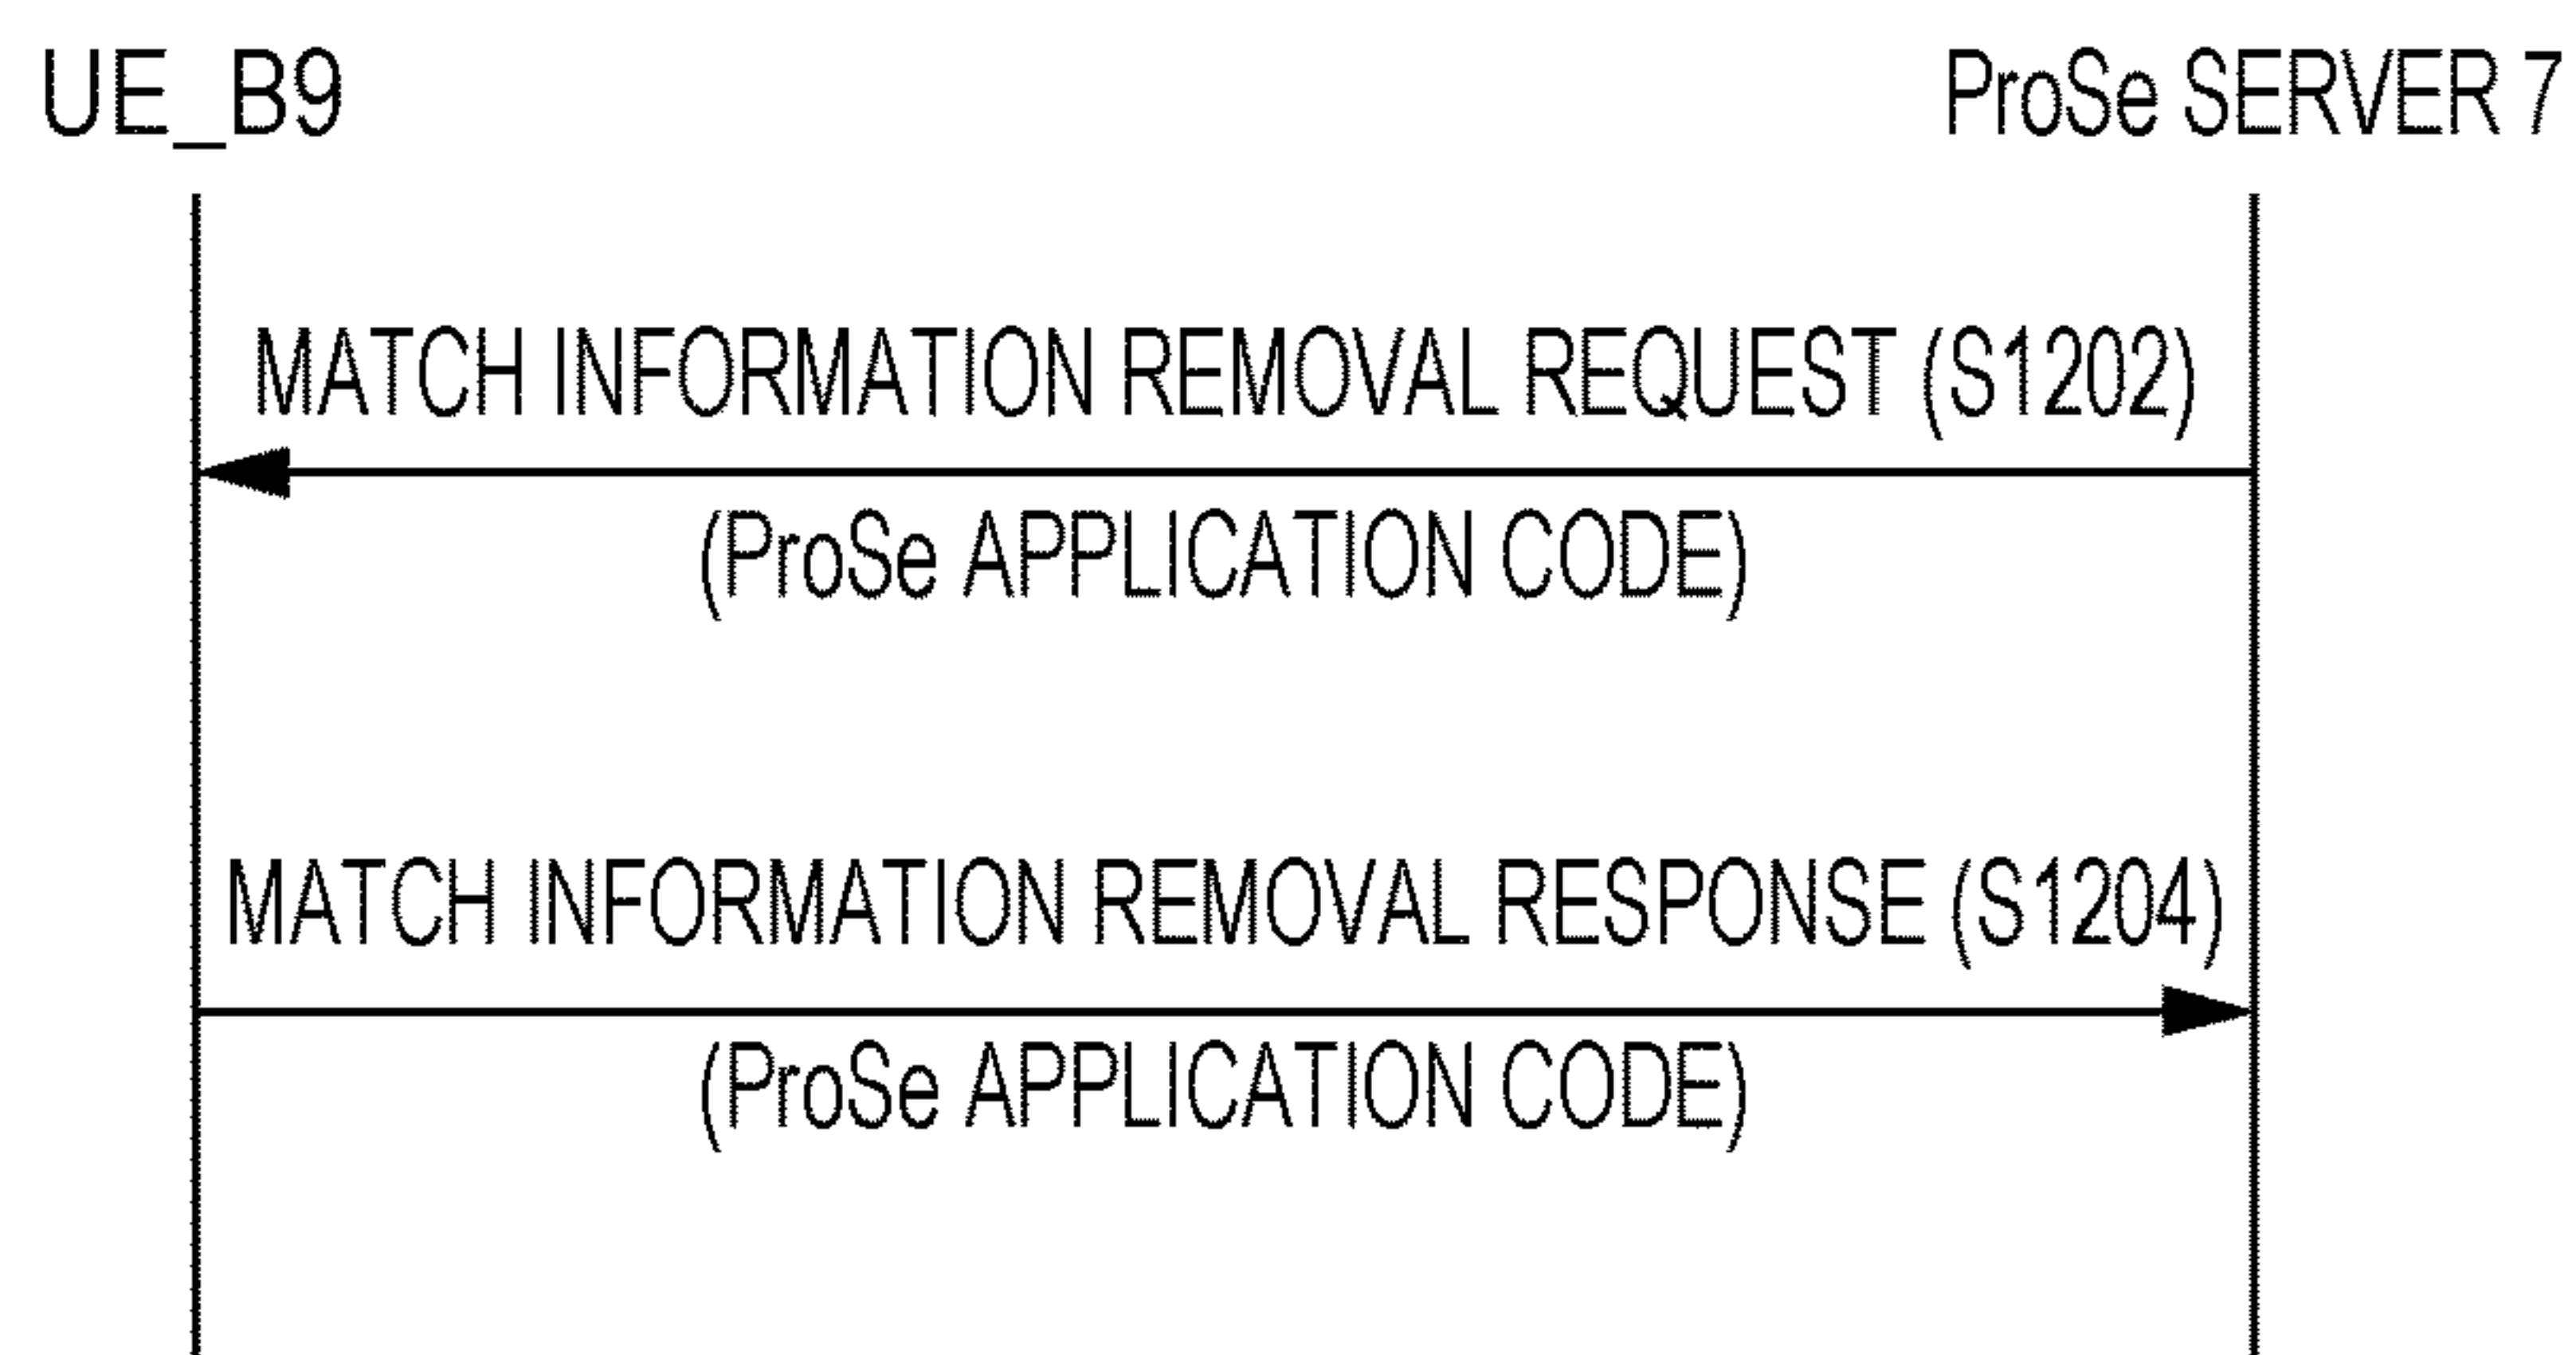 UE_B9
ProSe SERVER 7
MATCH INFORMATION REMOVAL REQUEST (S1202)
(ProSe APPLICATION CODE)
MATCH INFORMATION REMOVAL RESPONSE (S1204)
(ProSe APPLICATION CODE)